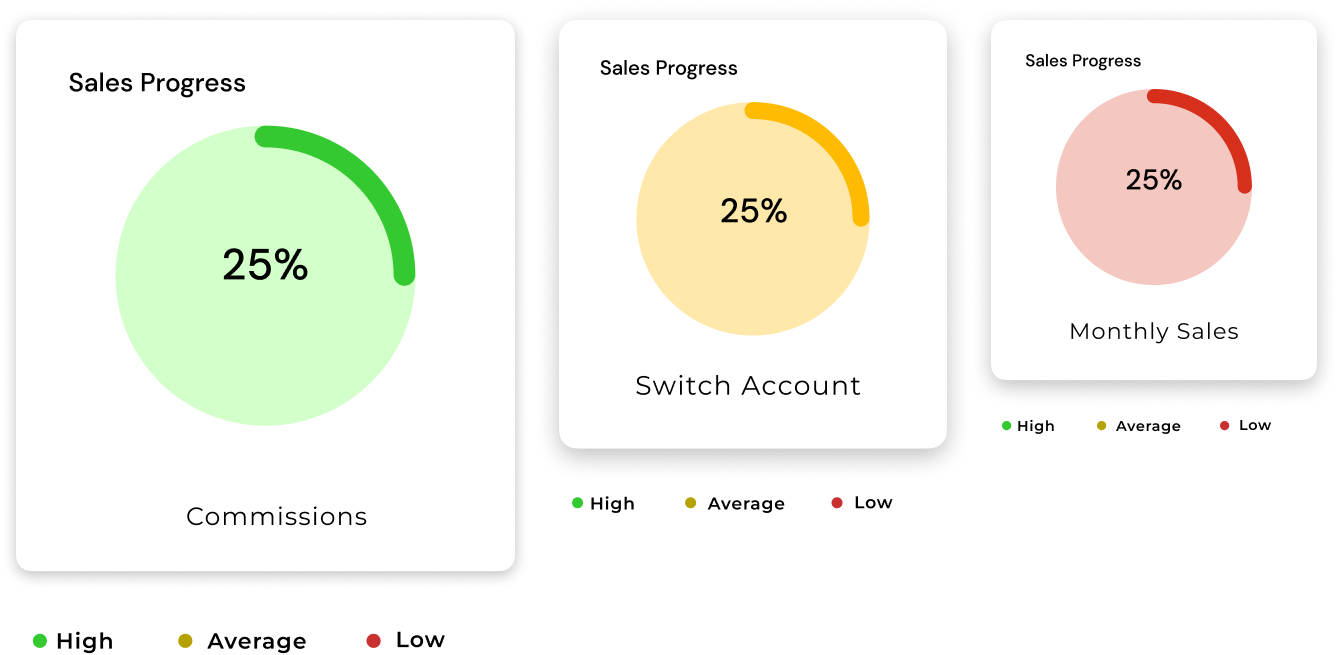 Sales Progress
25%
Commissions
High Average Low
Sales Progress
25%
Switch Account
High Average Low
Sales Progress
25%
Monthly Sales
High Average Low